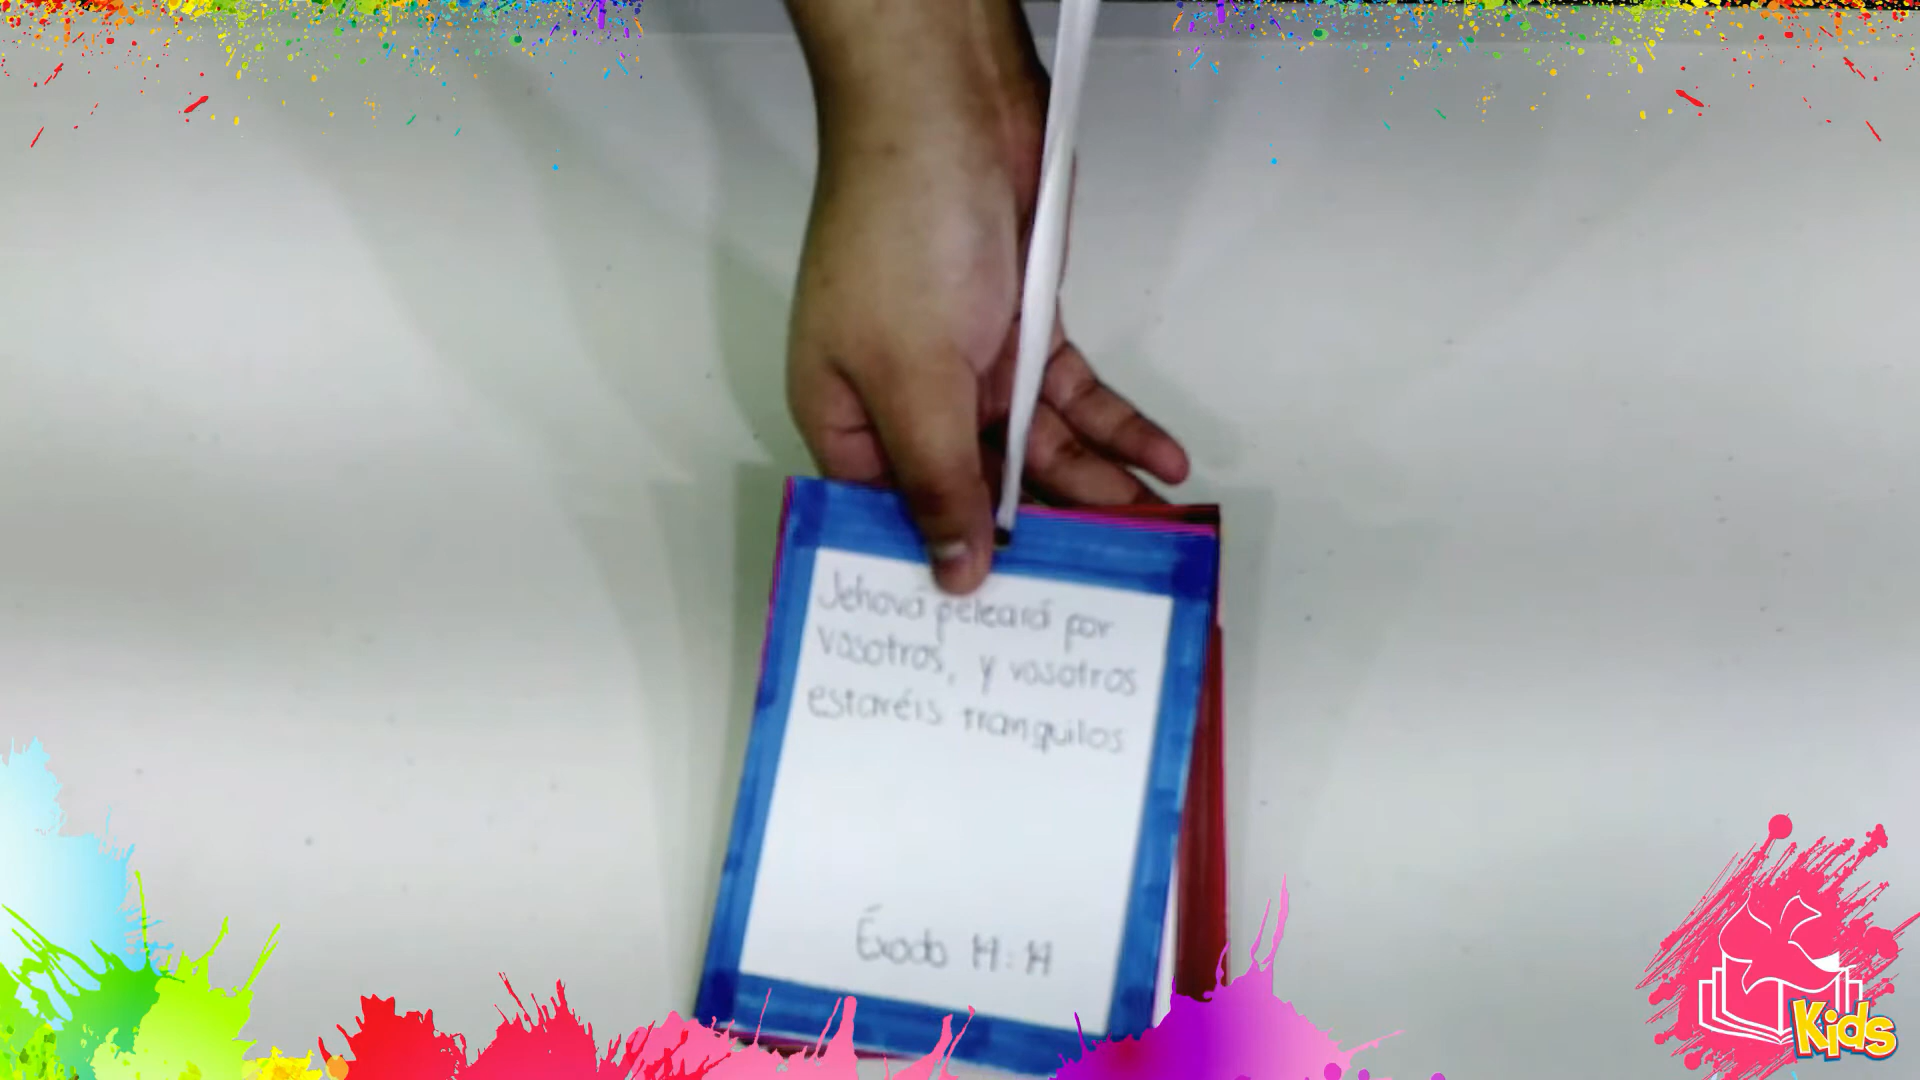 Jehová peleará por
vosotros, y vosotros
estaréis tranquilos
Éxodo 14:14
Kids